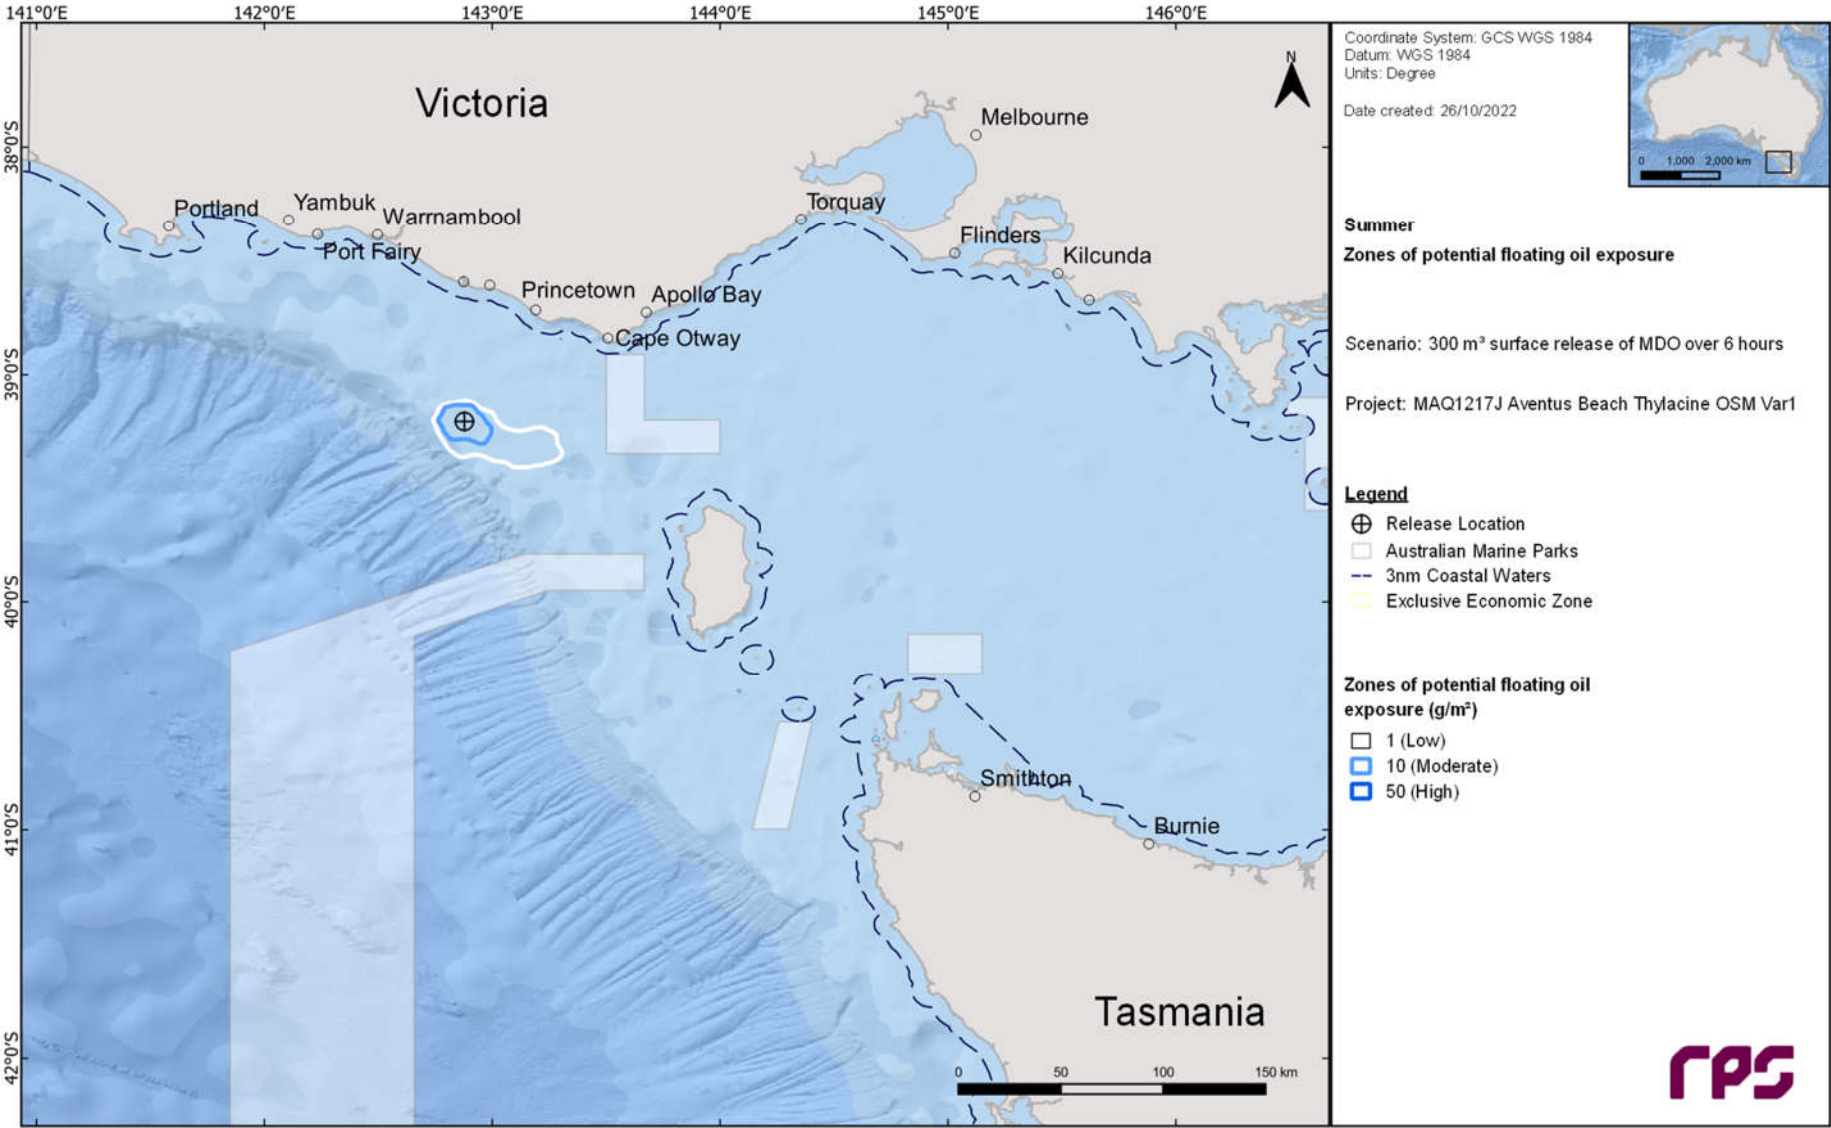 141°0'E
142°0'E
143°0'E
144°0'E
145°0'E
146°0'E
38°0'S
39°0'S
40°0'S
41°0'S
42°0'S
Victoria
N
Melbourne
Portland
Yambuk
Warrnambool
Port Fairy
Torquay
Flinders
Kilcunda
Princetown
Apollo Bay
Cape Otway
Smithton
Burnie
Tasmania
0 50 100 150 km
Coordinate System: GCS WGS 1984
Datum: WGS 1984
Units: Degree
Date created: 26/10/2022
0 1,000 2,000 km
Summer
Zones of potential floating oil exposure
Scenario: 300 m³ surface release of MDO over 6 hours
Project: MAQ1217J Aventus Beach Thylacine OSM Var1
Legend
Release Location
Australian Marine Parks
3nm Coastal Waters
Exclusive Economic Zone
Zones of potential floating oil
exposure (g/m²)
1 (Low)
10 (Moderate)
50 (High)
rps